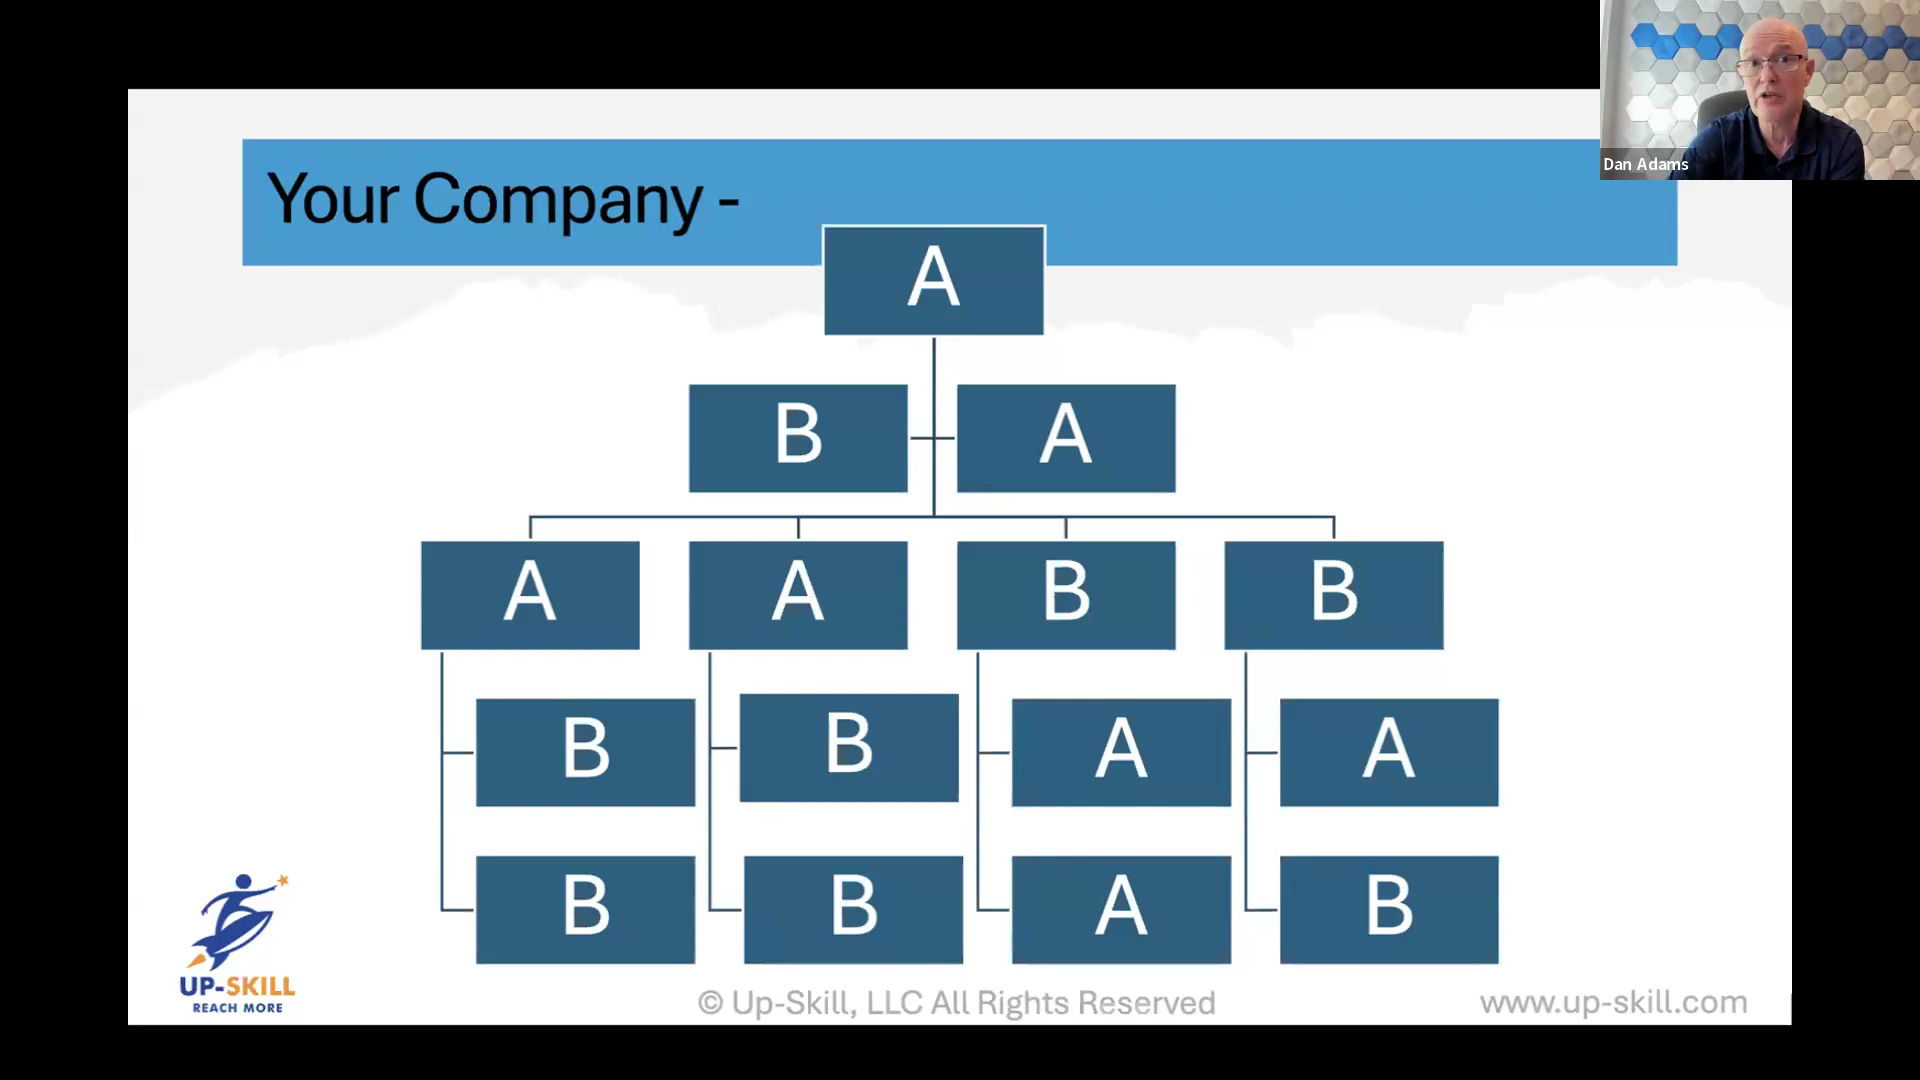 Dan Adams
Your Company -
A
B A
A A B B
B B A A
B B A B
UP-SKILL
REACH MORE
© Up-Skill, LLC All Rights Reserved
www.up-skill.com